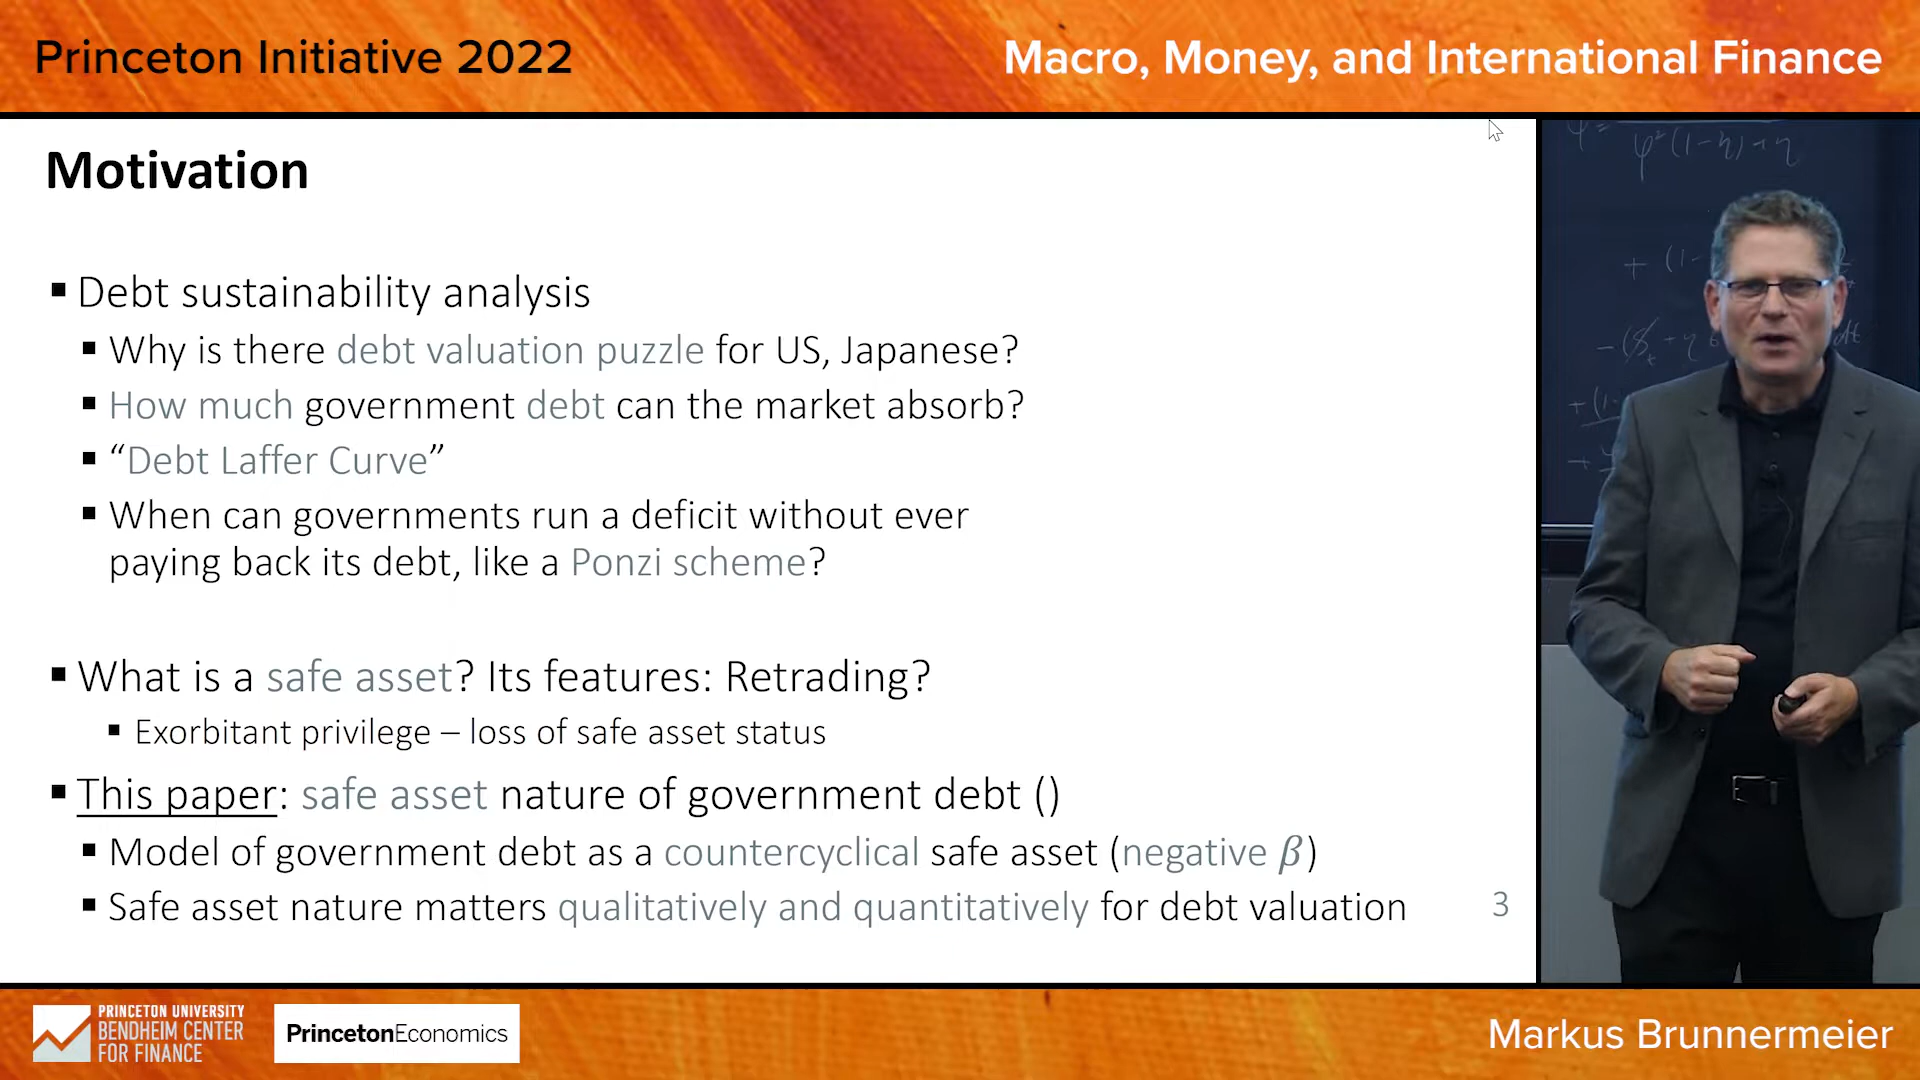 Princeton Initiative 2022
Macro, Money, and International Finance
Motivation
▪ Debt sustainability analysis
▪ Why is there debt valuation puzzle for US, Japanese?
▪ How much government debt can the market absorb?
▪ “Debt Laffer Curve”
▪ When can governments run a deficit without ever
paying back its debt, like a Ponzi scheme?
▪ What is a safe asset? Its features: Retrading?
▪ Exorbitant privilege – loss of safe asset status
▪ This paper: safe asset nature of government debt ()
▪ Model of government debt as a countercyclical safe asset (negative β)
▪ Safe asset nature matters qualitatively and quantitatively for debt valuation
3
φ²(1-η)+η
PRINCETON UNIVERSITY
BENDHEIM CENTER
FOR FINANCE
PrincetonEconomics
Markus Brunnermeier